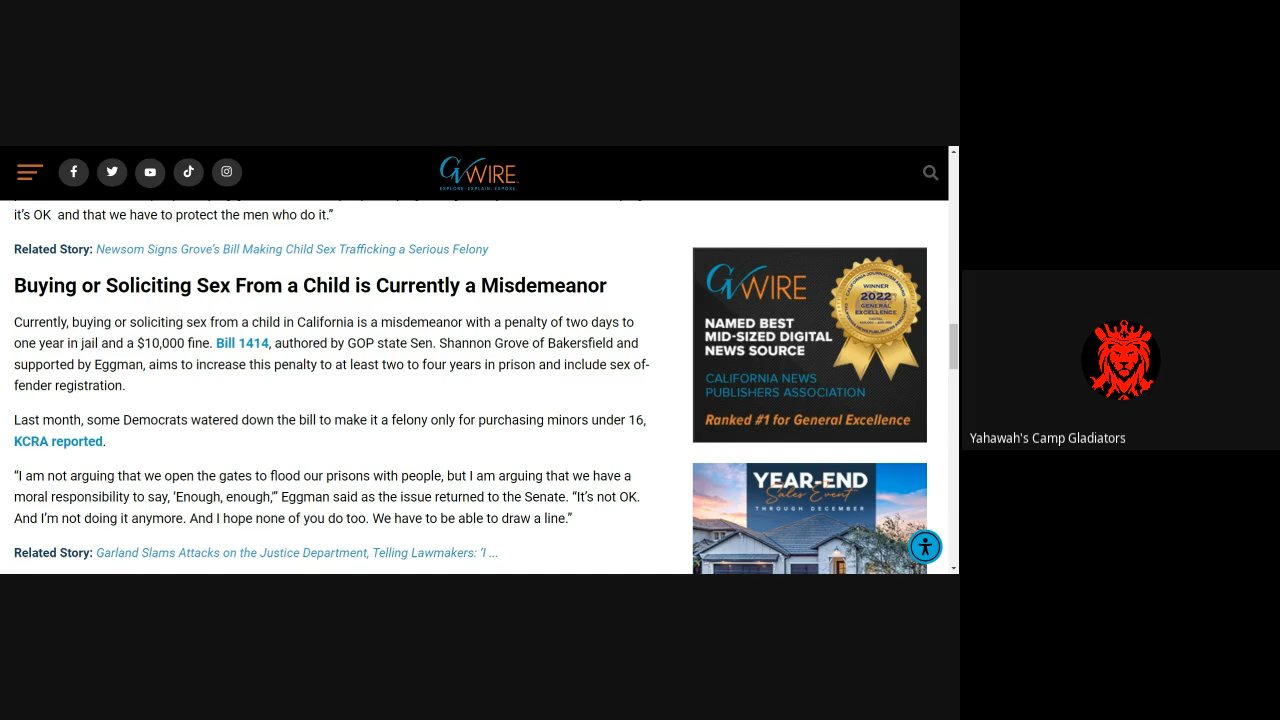 GVWIRE
EXPLORE. EXPLAIN. EXPOSE.
it's OK and that we have to protect the men who do it.”
Related Story: Newsom Signs Grove's Bill Making Child Sex Trafficking a Serious Felony
Buying or Soliciting Sex From a Child is Currently a Misdemeanor
Currently, buying or soliciting sex from a child in California is a misdemeanor with a penalty of two days to
one year in jail and a $10,000 fine. Bill 1414, authored by GOP state Sen. Shannon Grove of Bakersfield and
supported by Eggman, aims to increase this penalty to at least two to four years in prison and include sex of-
fender registration.
Last month, some Democrats watered down the bill to make it a felony only for purchasing minors under 16,
KCRA reported.
“I am not arguing that we open the gates to flood our prisons with people, but I am arguing that we have a
moral responsibility to say, ‘Enough, enough,’” Eggman said as the issue returned to the Senate. “It's not OK.
And I'm not doing it anymore. And I hope none of you do too. We have to be able to draw a line.”
Related Story: Garland Slams Attacks on the Justice Department, Telling Lawmakers: ‘I ...
GVWIRE
WINNER
2022
GENERAL
EXCELLENCE
NAMED BEST
MID-SIZED DIGITAL
NEWS SOURCE
CALIFORNIA NEWS
PUBLISHERS ASSOCIATION
Ranked #1 for General Excellence
YEAR-END
Sales Event
THROUGH DECEMBER
Yahawah's Camp Gladiators